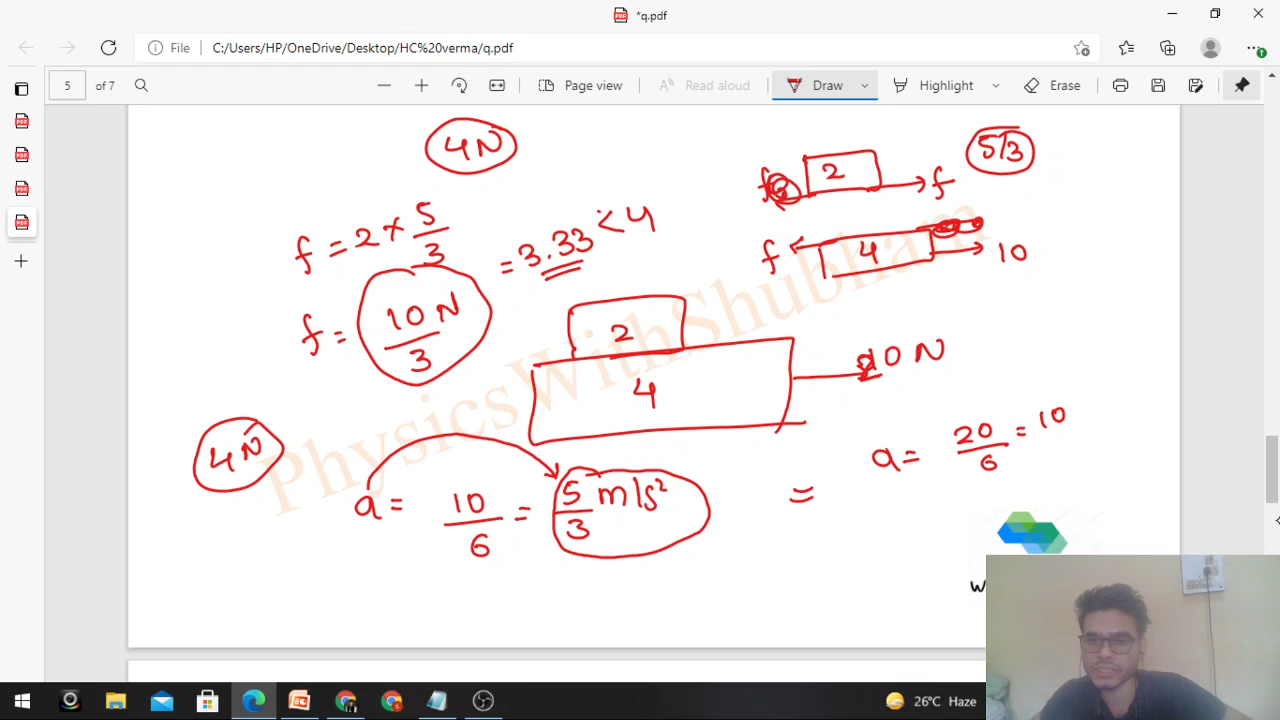 *q.pdf
File C:/Users/HP/OneDrive/Desktop/HC%20verma/q.pdf
5 of 7 Page view Read aloud Draw Highlight Erase
4N
5/3
f 2 f
f = 2 × 5/3 = 3.33 < 4
f 4 10
f = 10N/3
2
4
10 N
4N
a = 10/6 = 5/3 m/s²
=
a = 20/6 = 10
PhysicsWithShubham
W
26°C Haze